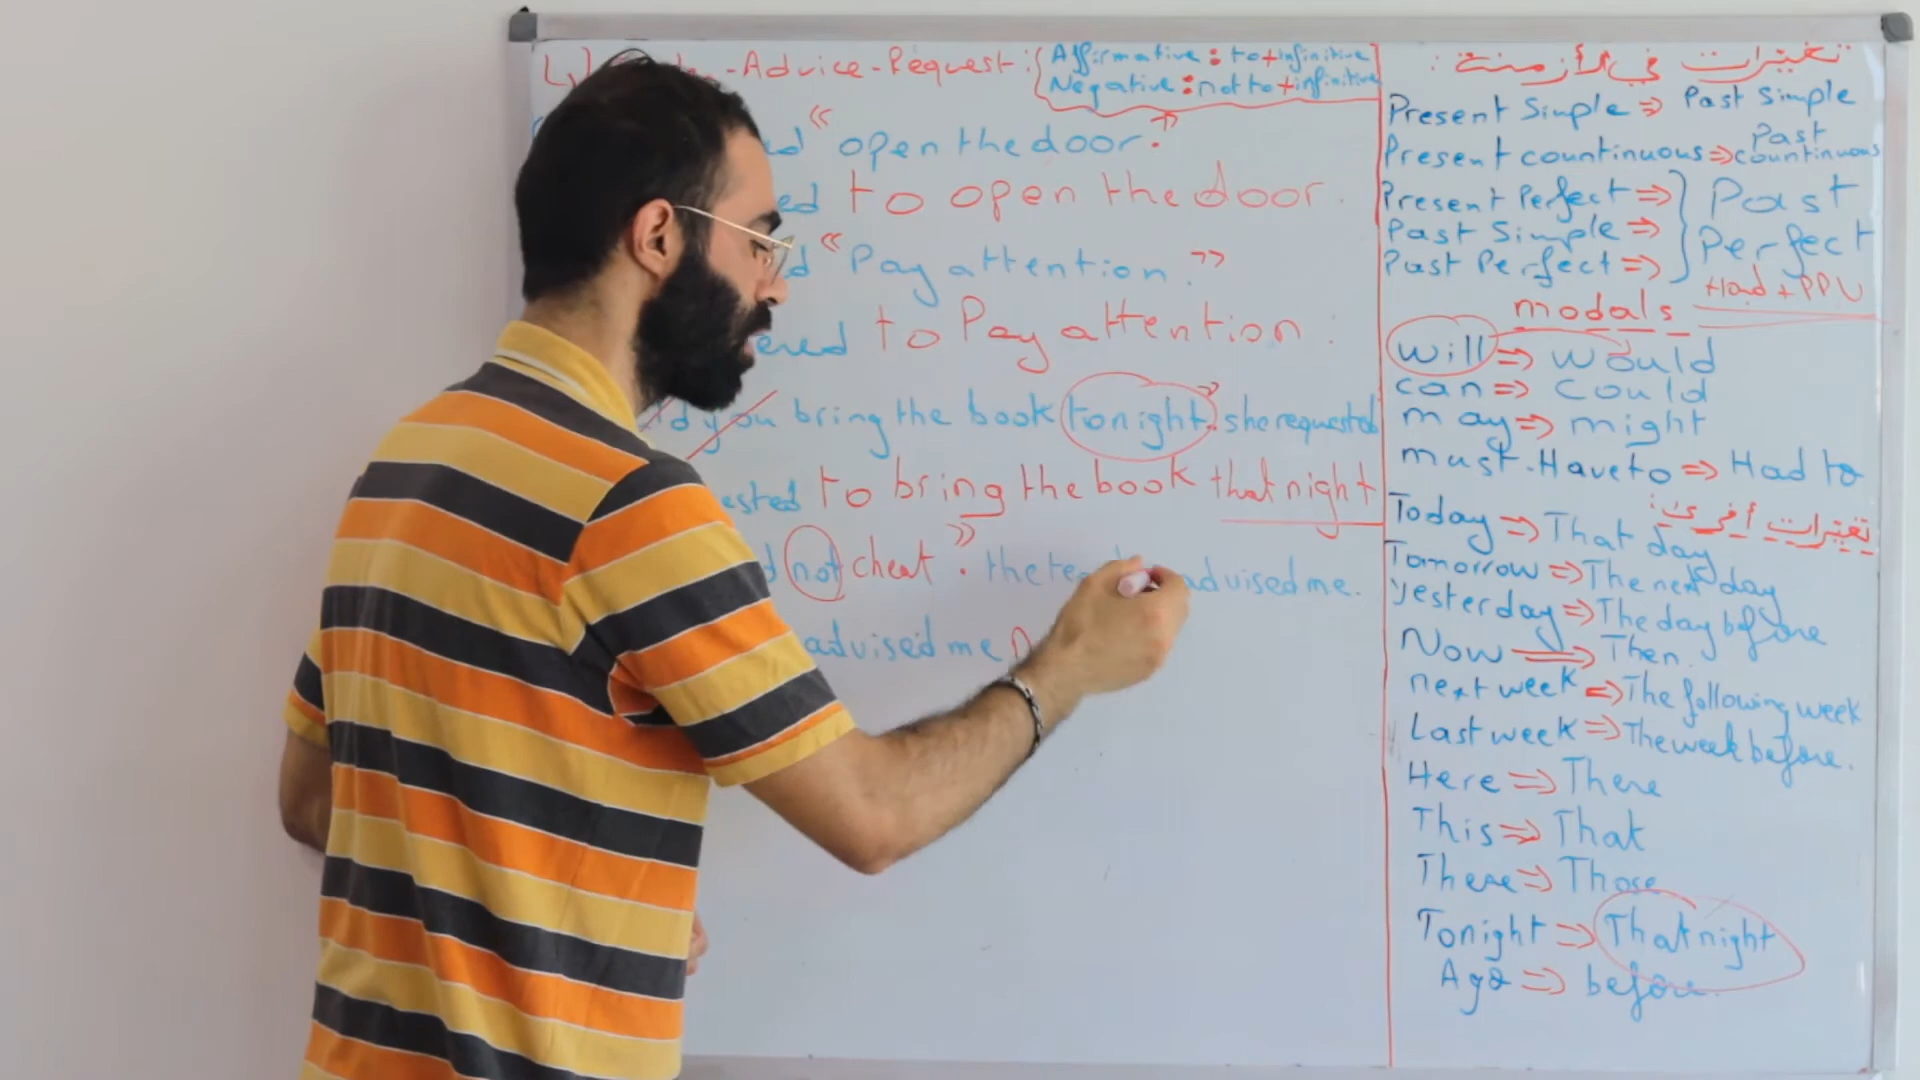 4) -Advice-Request:
Affirmative: to+infinitive
Negative: not to+infinitive
"open the door."
to open the door.
"Pay attention."
to Pay attention.
you bring the book tonight." she requested
to bring the book that night
not cheat." the advised me.
advised me
تغيرات في الأزمنة:
Present Simple => Past Simple
Present countinuous => Past countinuous
Present Perfect =>
Past Simple =>
Past Perfect =>
Past Perfect
Had + PPV
modals
will => would
can => could
may => might
must-Have to => Had to
تغيرات أخرى:
Today => That day
Tomorrow => The next day
Yesterday => The day before
Now => Then.
next week => The following week
Last week => The week before.
Here => There
This => That
These => Those
Tonight => That night
Ago => before.